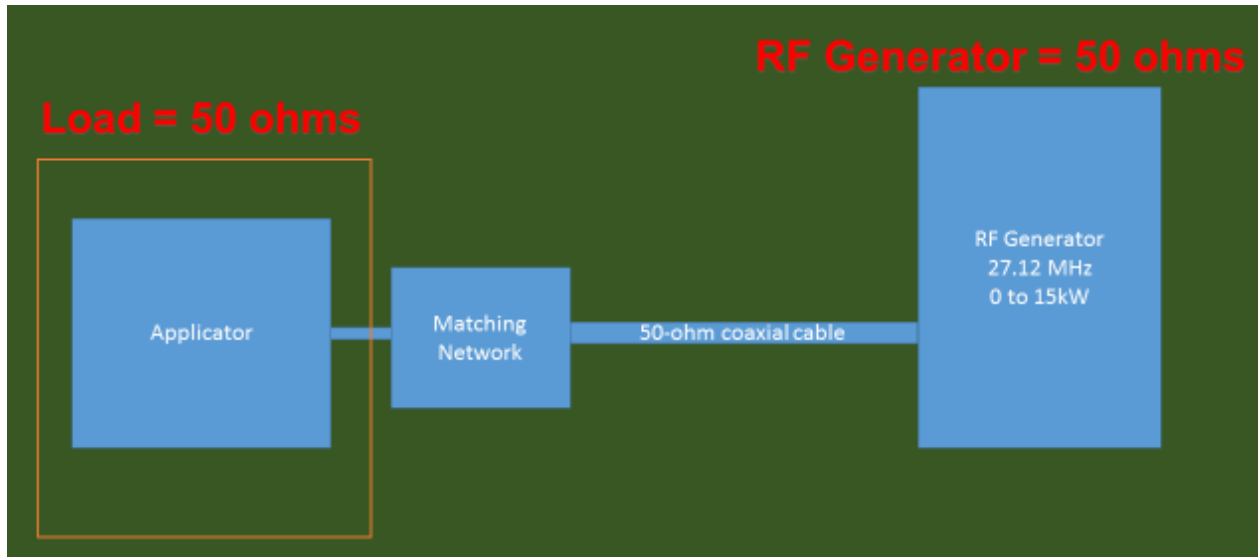 RF Generator = 50 ohms
Load = 50 ohms
RF Generator
27.12 MHz
0 to 15kW
Applicator
Matching
Network
50-ohm coaxial cable